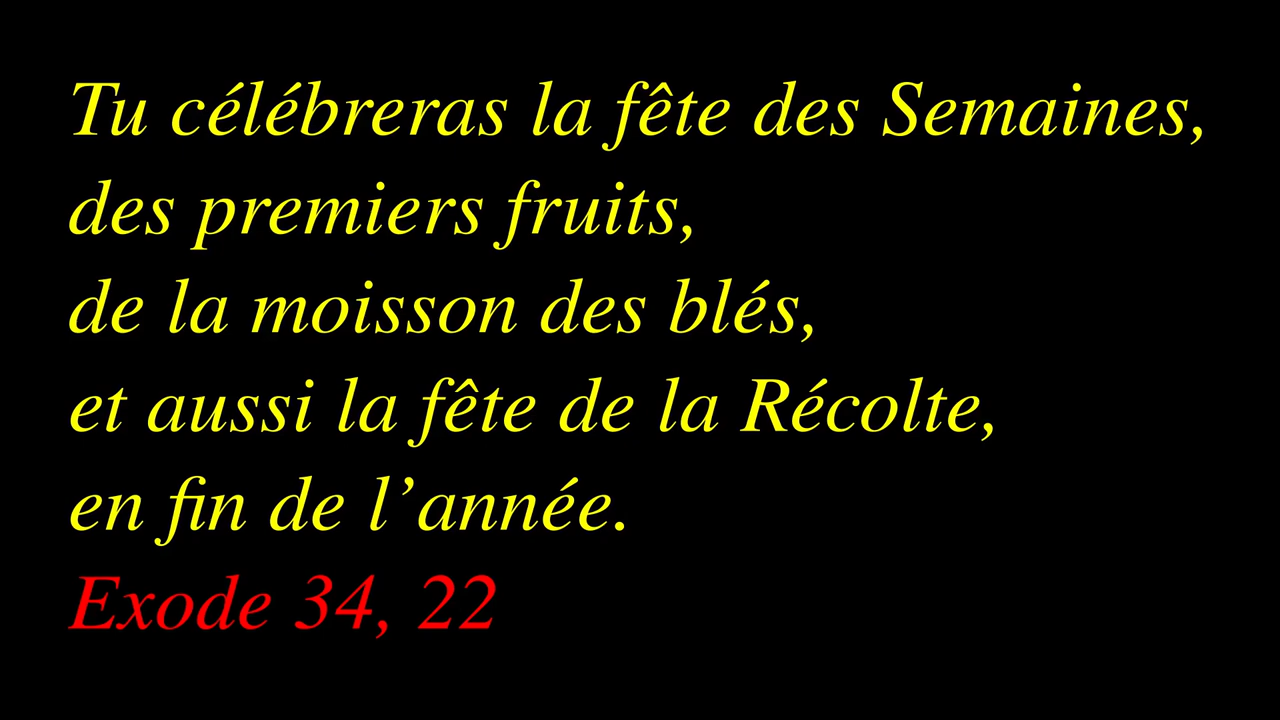 Tu célébreras la fête des Semaines,
des premiers fruits,
de la moisson des blés,
et aussi la fête de la Récolte,
en fin de l’année.
Exode 34, 22